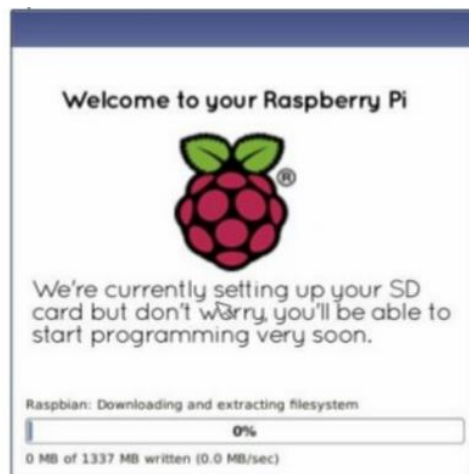 Welcome to your Raspberry Pi
®
We're currently setting up your SD
card but don't worry, you'll be able to
start programming very soon.
Raspbian: Downloading and extracting filesystem
0%
0 MB of 1337 MB written (0.0 MB/sec)